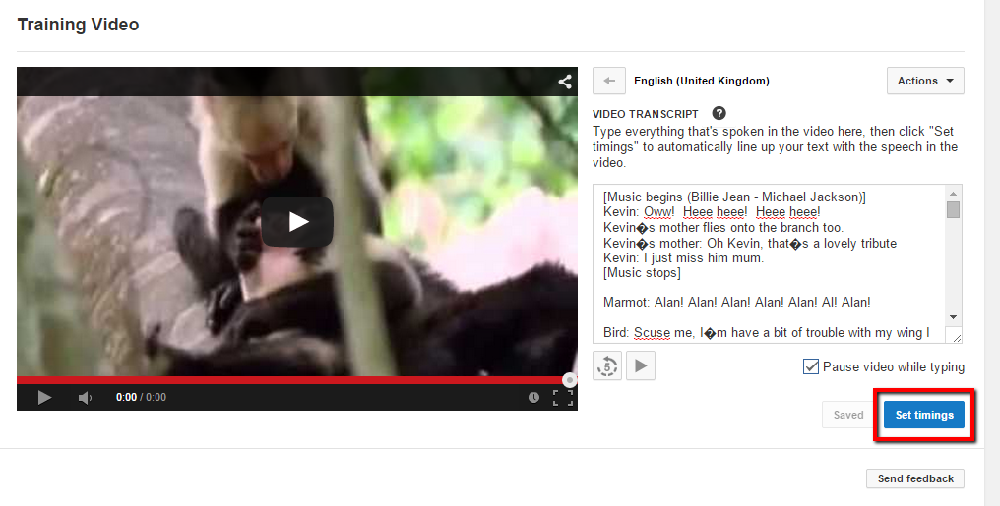 Training Video
English (United Kingdom)
Actions
VIDEO TRANSCRIPT ?
Type everything that's spoken in the video here, then click "Set
timings" to automatically line up your text with the speech in the
video.
[Music begins (Billie Jean - Michael Jackson)]
Kevin: Oww!  Heee heee!  Heee heee!
Kevin�s mother flies onto the branch too.
Kevin�s mother: Oh Kevin, that�s a lovely tribute
Kevin: I just miss him mum.
[Music stops]
Marmot: Alan! Alan! Alan! Alan! Alan! Al! Alan!
Bird: Scuse me, I�m have a bit of trouble with my wing I
5
Pause video while typing
0:00 / 0:00
Saved
Set timings
Send feedback